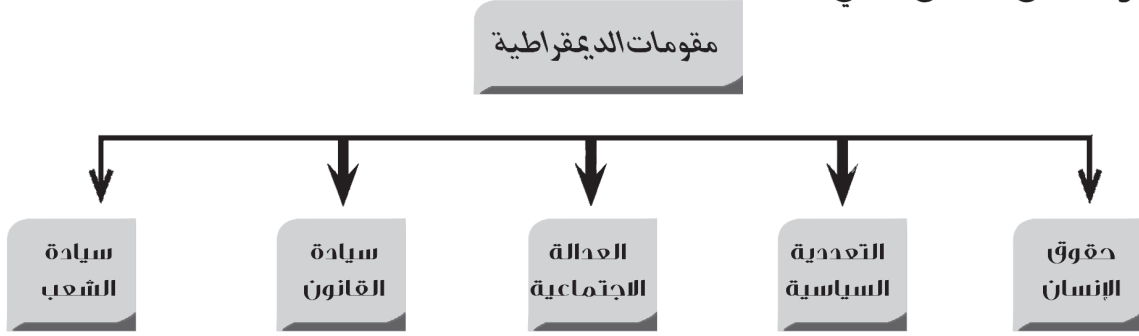 مقومات الديمقراطية
حقوق
الإنسان
التعددية
السياسية
العدالة
الاجتماعية
سيادة
القانون
سيادة
الشعب